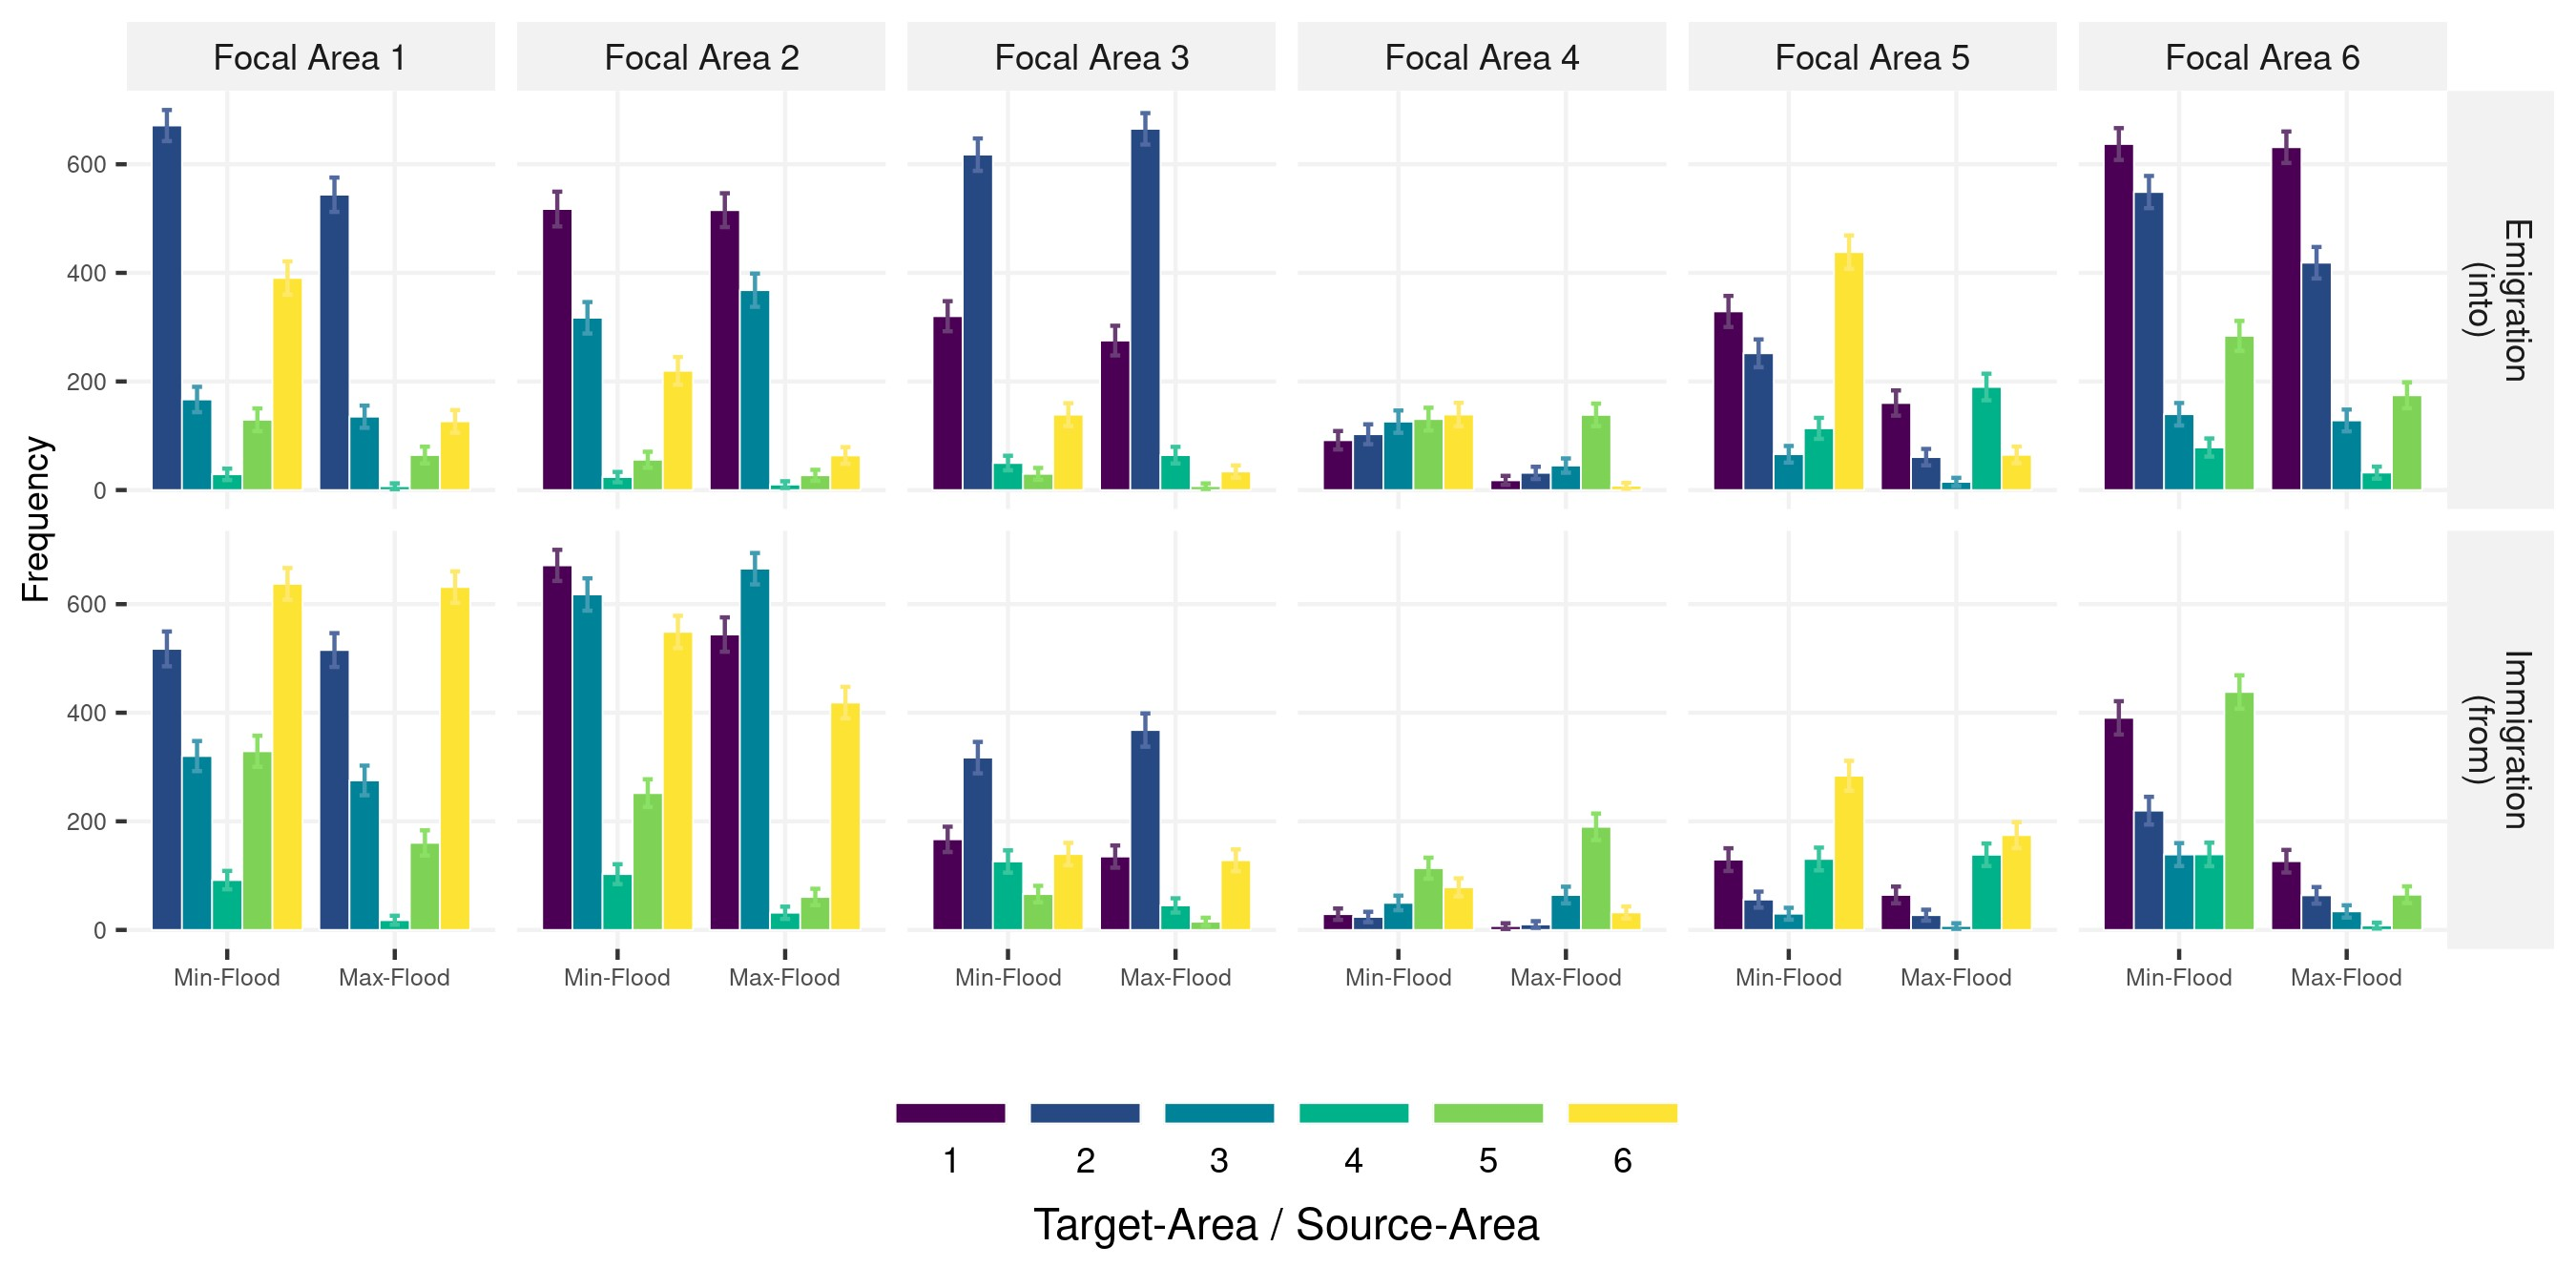 Focal Area 1 Focal Area 2 Focal Area 3 Focal Area 4 Focal Area 5 Focal Area 6
Frequency
600
400
200
0
Emigration
(into)
600
400
200
0
Immigration
(from)
Min-Flood Max-Flood Min-Flood Max-Flood Min-Flood Max-Flood Min-Flood Max-Flood Min-Flood Max-Flood Min-Flood Max-Flood
1 2 3 4 5 6
Target-Area / Source-Area